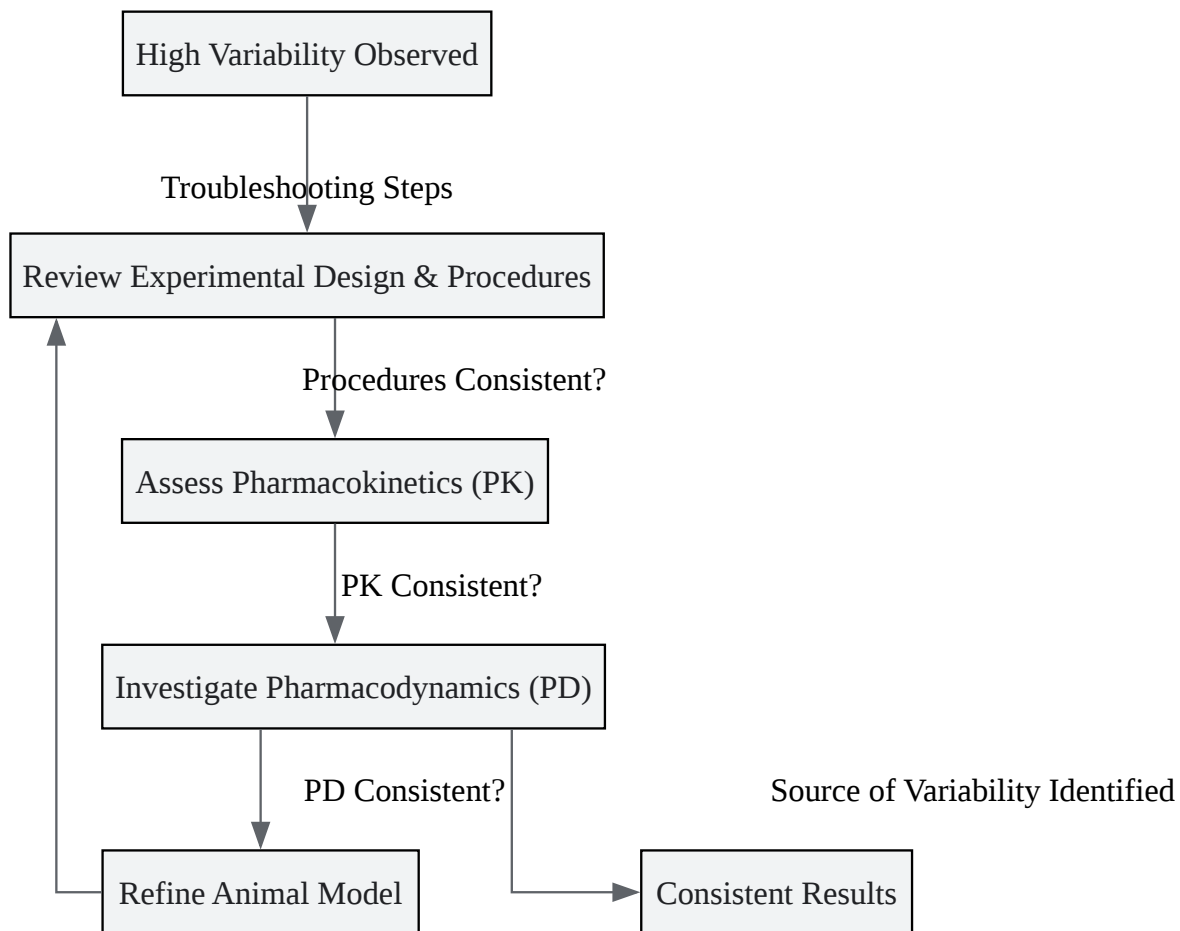 High Variability Observed
Troubleshooting Steps
Review Experimental Design & Procedures
Procedures Consistent?
Assess Pharmacokinetics (PK)
PK Consistent?
Investigate Pharmacodynamics (PD)
PD Consistent?
Source of Variability Identified
Refine Animal Model
Consistent Results